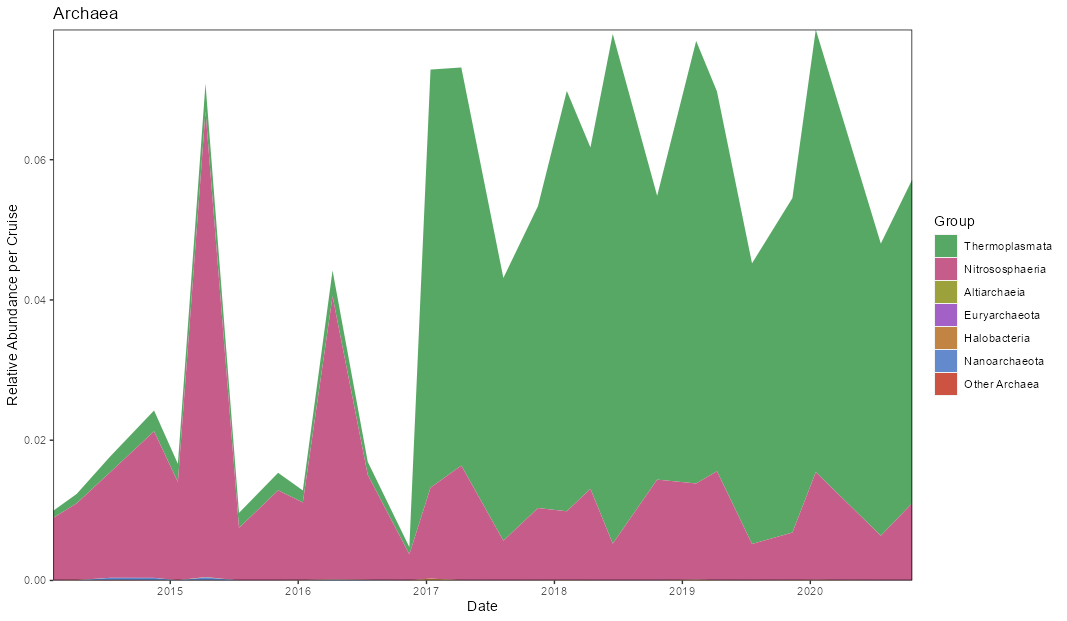 Archaea
Relative Abundance per Cruise
0.06
0.04
0.02
0.00
2015 2016 2017 2018 2019 2020
Date
Group
Thermoplasmata
Nitrososphaeria
Altiarchaeia
Euryarchaeota
Halobacteria
Nanoarchaeota
Other Archaea